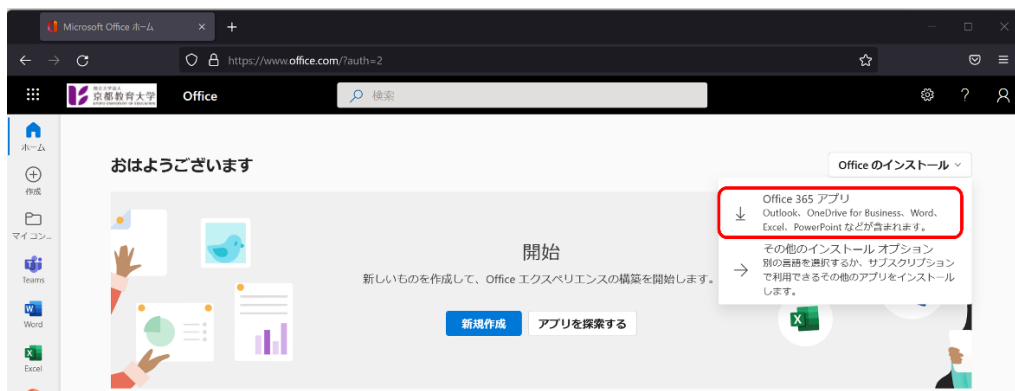 Microsoft Office ホーム
https://www.office.com/?auth=2
京都教育大学
Office
検索
ホーム
作成
マイ コン...
Teams
Word
Excel
おはようございます
Office のインストール
Office 365 アプリ
Outlook、OneDrive for Business、Word、
Excel、PowerPoint などが含まれます。
その他のインストール オプション
別の言語を選択するか、サブスクリプション
で利用できるその他のアプリをインストール
します。
開始
新しいものを作成して、Office エクスペリエンスの構築を開始します。
新規作成
アプリを探索する